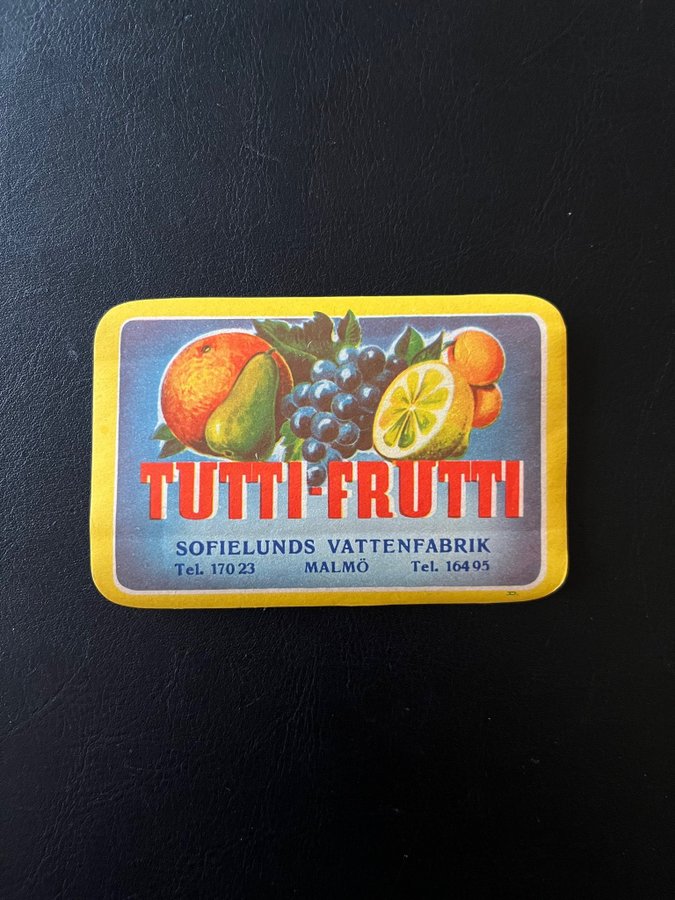 TUTTI-FRUTTI
SOFIELUNDS VATTENFABRIK
Tel. 170 23 MALMÖ Tel. 164 95